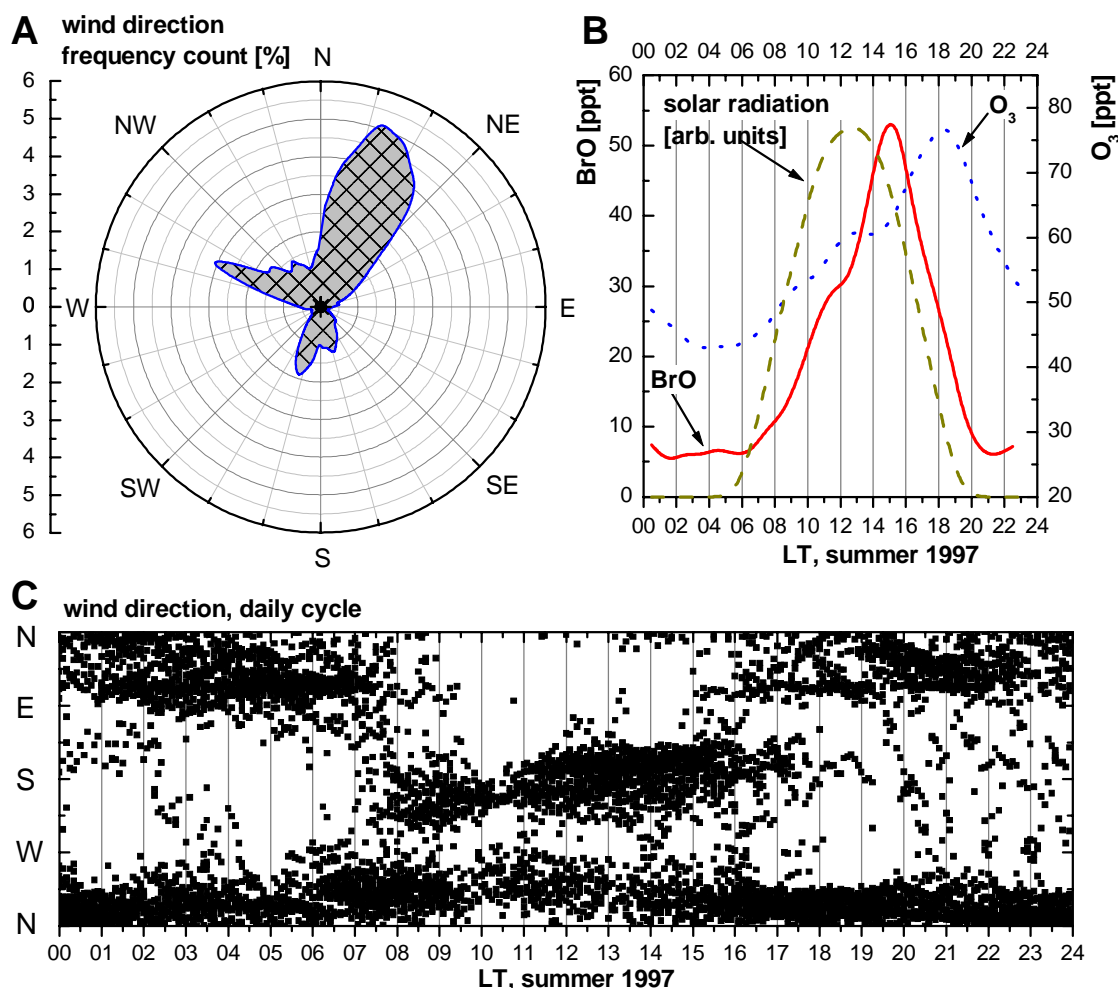 A
wind direction
frequency count [%]
N
NE
E
SE
S
SW
W
NW
6
5
4
3
2
1
0
1
2
3
4
5
6
B
00 02 04 06 08 10 12 14 16 18 20 22 24
BrO [ppt]
60
50
40
30
20
10
0
solar radiation
[arb. units]
O3
BrO
O3 [ppt]
80
70
60
50
40
30
20
00 02 04 06 08 10 12 14 16 18 20 22 24
LT, summer 1997
C
wind direction, daily cycle
N
E
S
W
N
00 01 02 03 04 05 06 07 08 09 10 11 12 13 14 15 16 17 18 19 20 21 22 23 24
LT, summer 1997